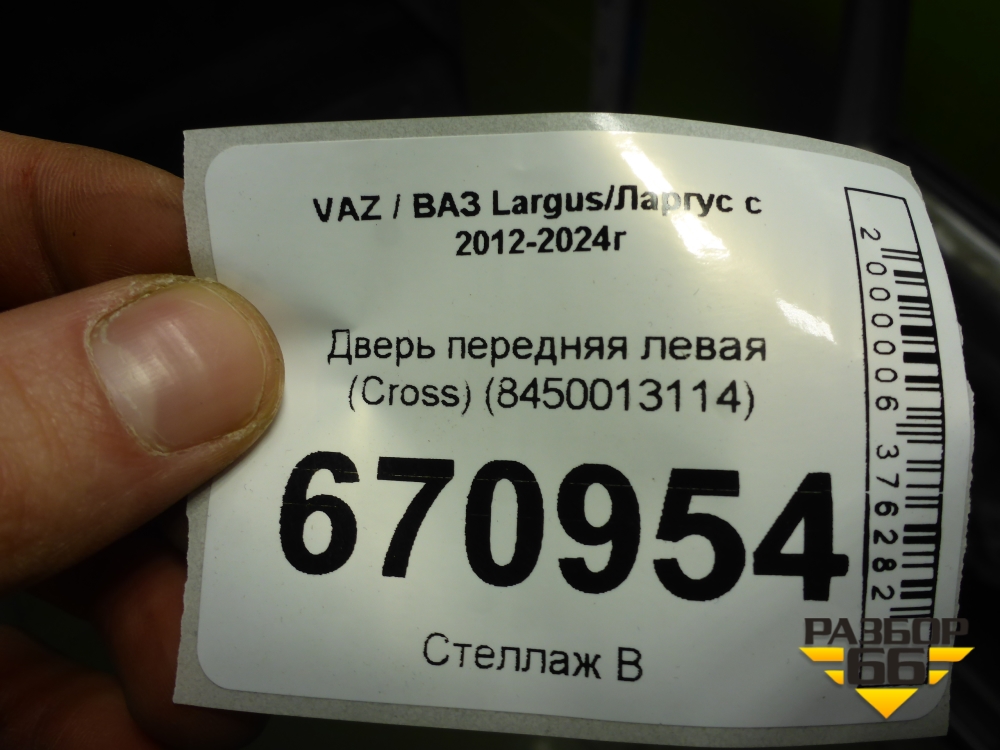 VAZ / ВАЗ Largus/Ларгус с
2012-2024г
Дверь передняя левая
(Cross) (8450013114)
670954
Стеллаж В
2000006376282
РАЗБОР
66